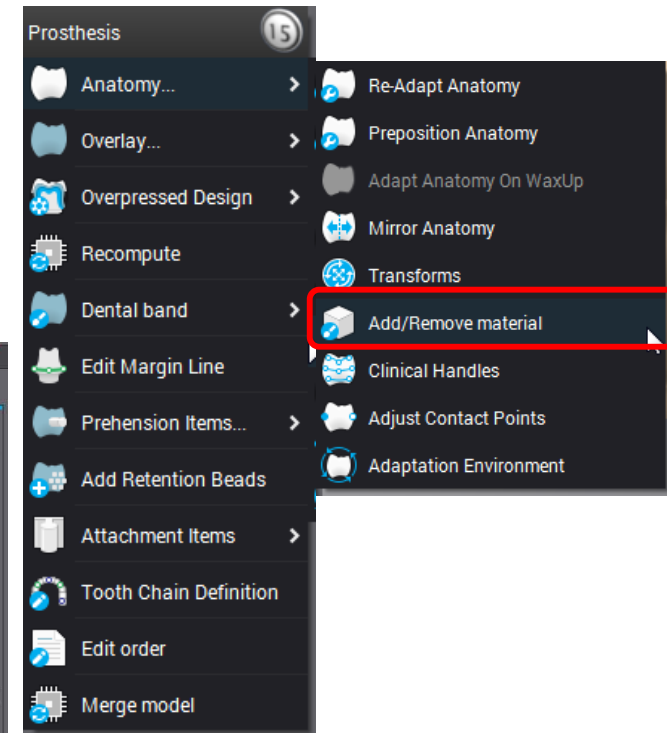 Prosthesis
15
Anatomy...
Overlay...
Overpressed Design
Recompute
Dental band
Edit Margin Line
Prehension Items...
Add Retention Beads
Attachment Items
Tooth Chain Definition
Edit order
Merge model
Re-Adapt Anatomy
Preposition Anatomy
Adapt Anatomy On WaxUp
Mirror Anatomy
Transforms
Add/Remove material
Clinical Handles
Adjust Contact Points
Adaptation Environment